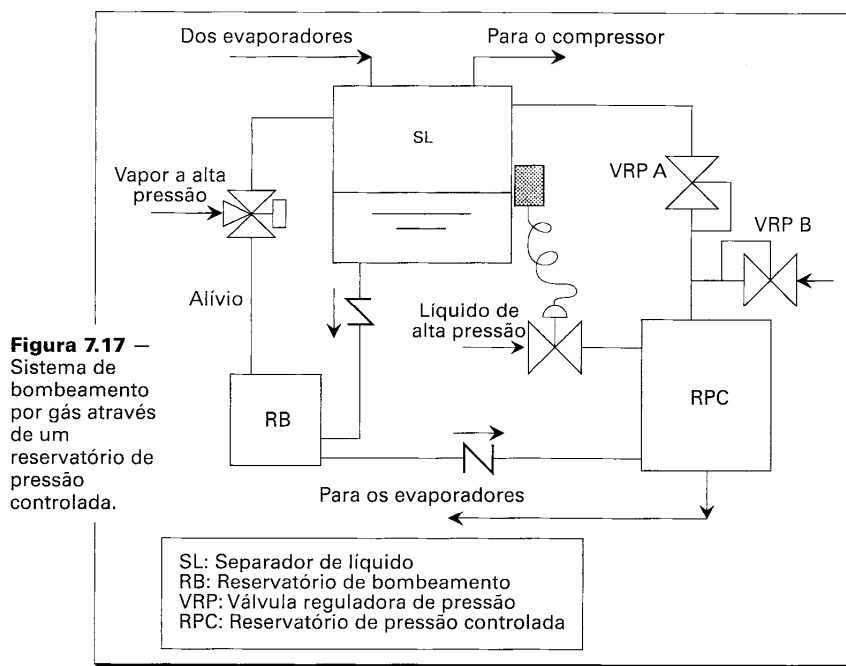 Dos evaporadores
Para o compressor
SL
Vapor a alta
pressão
VRP A
VRP B
Alívio
Líquido de
alta pressão
Figura 7.17 —
Sistema de
bombeamento
por gás através
de um
reservatório de
pressão
controlada.
RB
RPC
Para os evaporadores
SL: Separador de líquido
RB: Reservatório de bombeamento
VRP: Válvula reguladora de pressão
RPC: Reservatório de pressão controlada